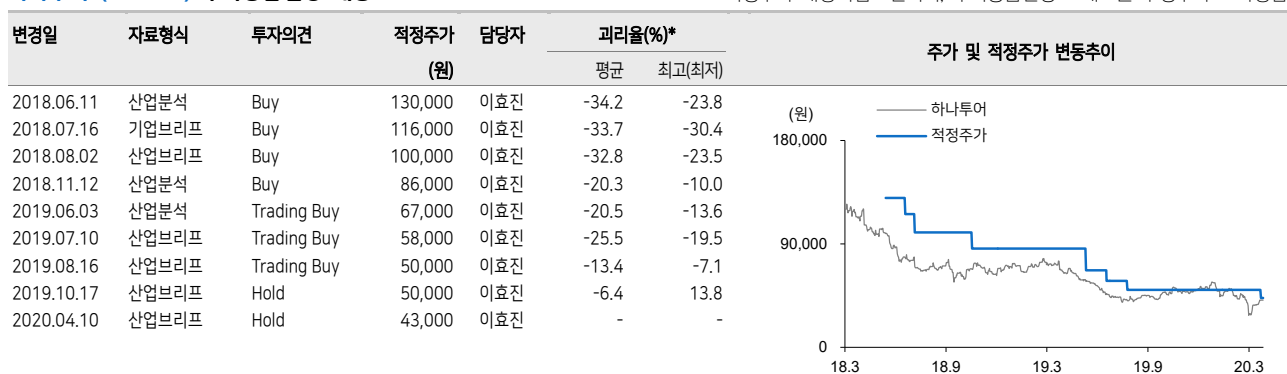 변경일 자료형식 투자의견 적정주가 담당자 괴리율(%)* 주가 및 적정주가 변동추이
(원) 평균 최고(최저)
2018.06.11 산업분석 Buy 130,000 이효진 -34.2 -23.8
2018.07.16 기업브리프 Buy 116,000 이효진 -33.7 -30.4
2018.08.02 산업브리프 Buy 100,000 이효진 -32.8 -23.5
2018.11.12 산업분석 Buy 86,000 이효진 -20.3 -10.0
2019.06.03 산업분석 Trading Buy 67,000 이효진 -20.5 -13.6
2019.07.10 산업브리프 Trading Buy 58,000 이효진 -25.5 -19.5
2019.08.16 산업브리프 Trading Buy 50,000 이효진 -13.4 -7.1
2019.10.17 산업브리프 Hold 50,000 이효진 -6.4 13.8
2020.04.10 산업브리프 Hold 43,000 이효진 - -
(원)
하나투어
적정주가
180,000
90,000
0
18.3 18.9 19.3 19.9 20.3